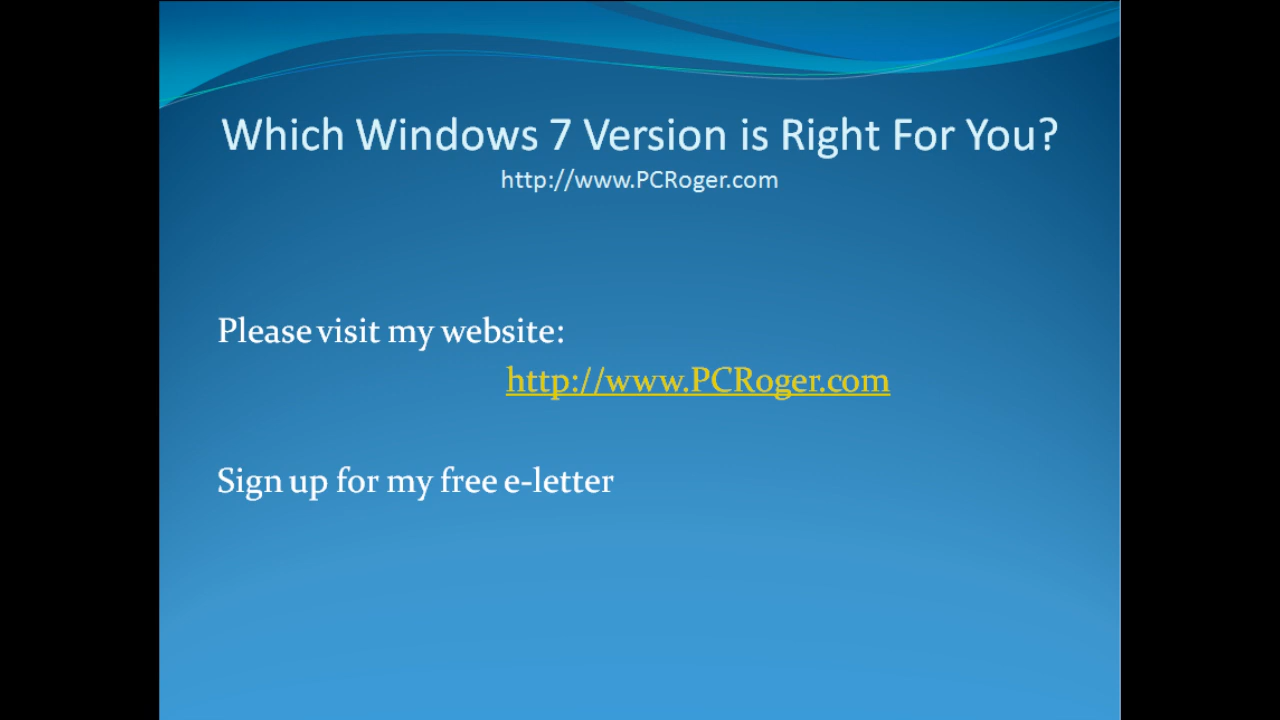 Which Windows 7 Version is Right For You?
http://www.PCRoger.com
Please visit my website:
http://www.PCRoger.com
Sign up for my free e-letter